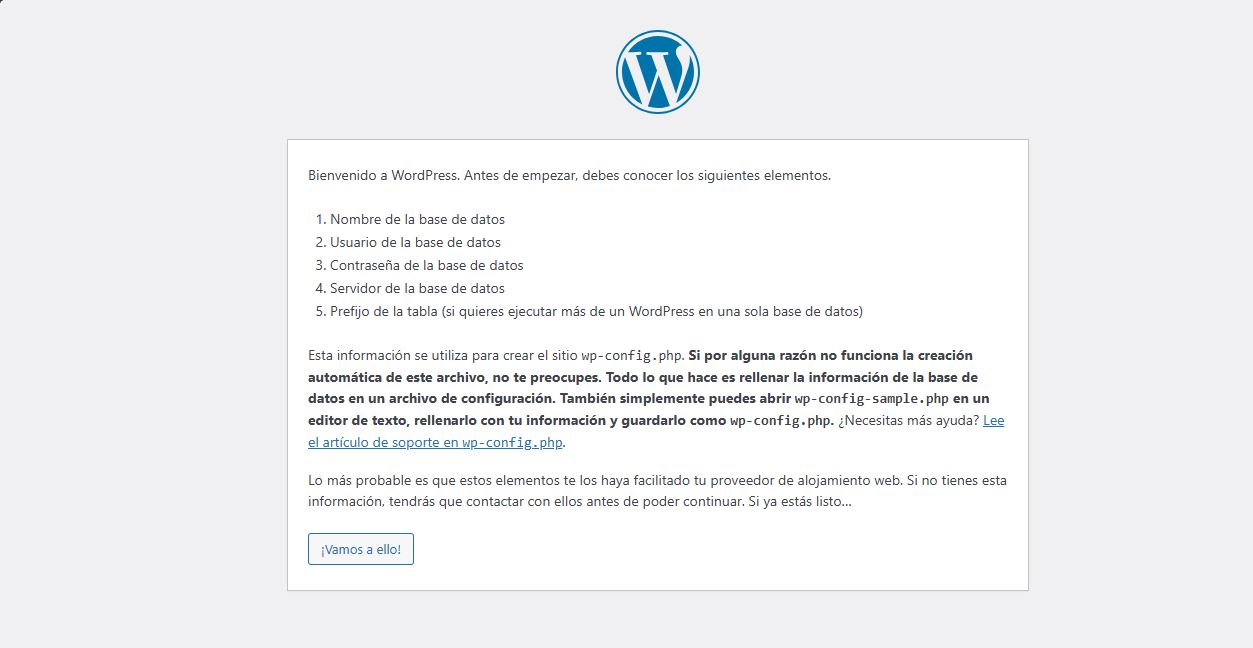 Bienvenido a WordPress. Antes de empezar, debes conocer los siguientes elementos.
1. Nombre de la base de datos
2. Usuario de la base de datos
3. Contraseña de la base de datos
4. Servidor de la base de datos
5. Prefijo de la tabla (si quieres ejecutar más de un WordPress en una sola base de datos)
Esta información se utiliza para crear el sitio wp-config.php. Si por alguna razón no funciona la creación
automática de este archivo, no te preocupes. Todo lo que hace es rellenar la información de la base de
datos en un archivo de configuración. También simplemente puedes abrir wp-config-sample.php en un
editor de texto, rellenarlo con tu información y guardarlo como wp-config.php. ¿Necesitas más ayuda? Lee
el artículo de soporte en wp-config.php.
Lo más probable es que estos elementos te los haya facilitado tu proveedor de alojamiento web. Si no tienes esta
información, tendrás que contactar con ellos antes de poder continuar. Si ya estás listo…
¡Vamos a ello!